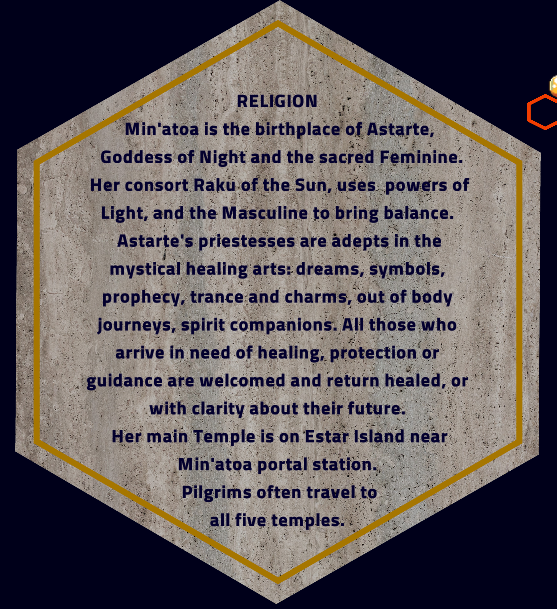 RELIGION
Min'atoa is the birthplace of Astarte,
Goddess of Night and the sacred Feminine.
Her consort Raku of the Sun, uses powers of
Light, and the Masculine to bring balance.
Astarte's priestesses are adepts in the
mystical healing arts: dreams, symbols,
prophecy, trance and charms, out of body
journeys, spirit companions. All those who
arrive in need of healing, protection or
guidance are welcomed and return healed, or
with clarity about their future.
Her main Temple is on Estar Island near
Min'atoa portal station.
Pilgrims often travel to
all five temples.